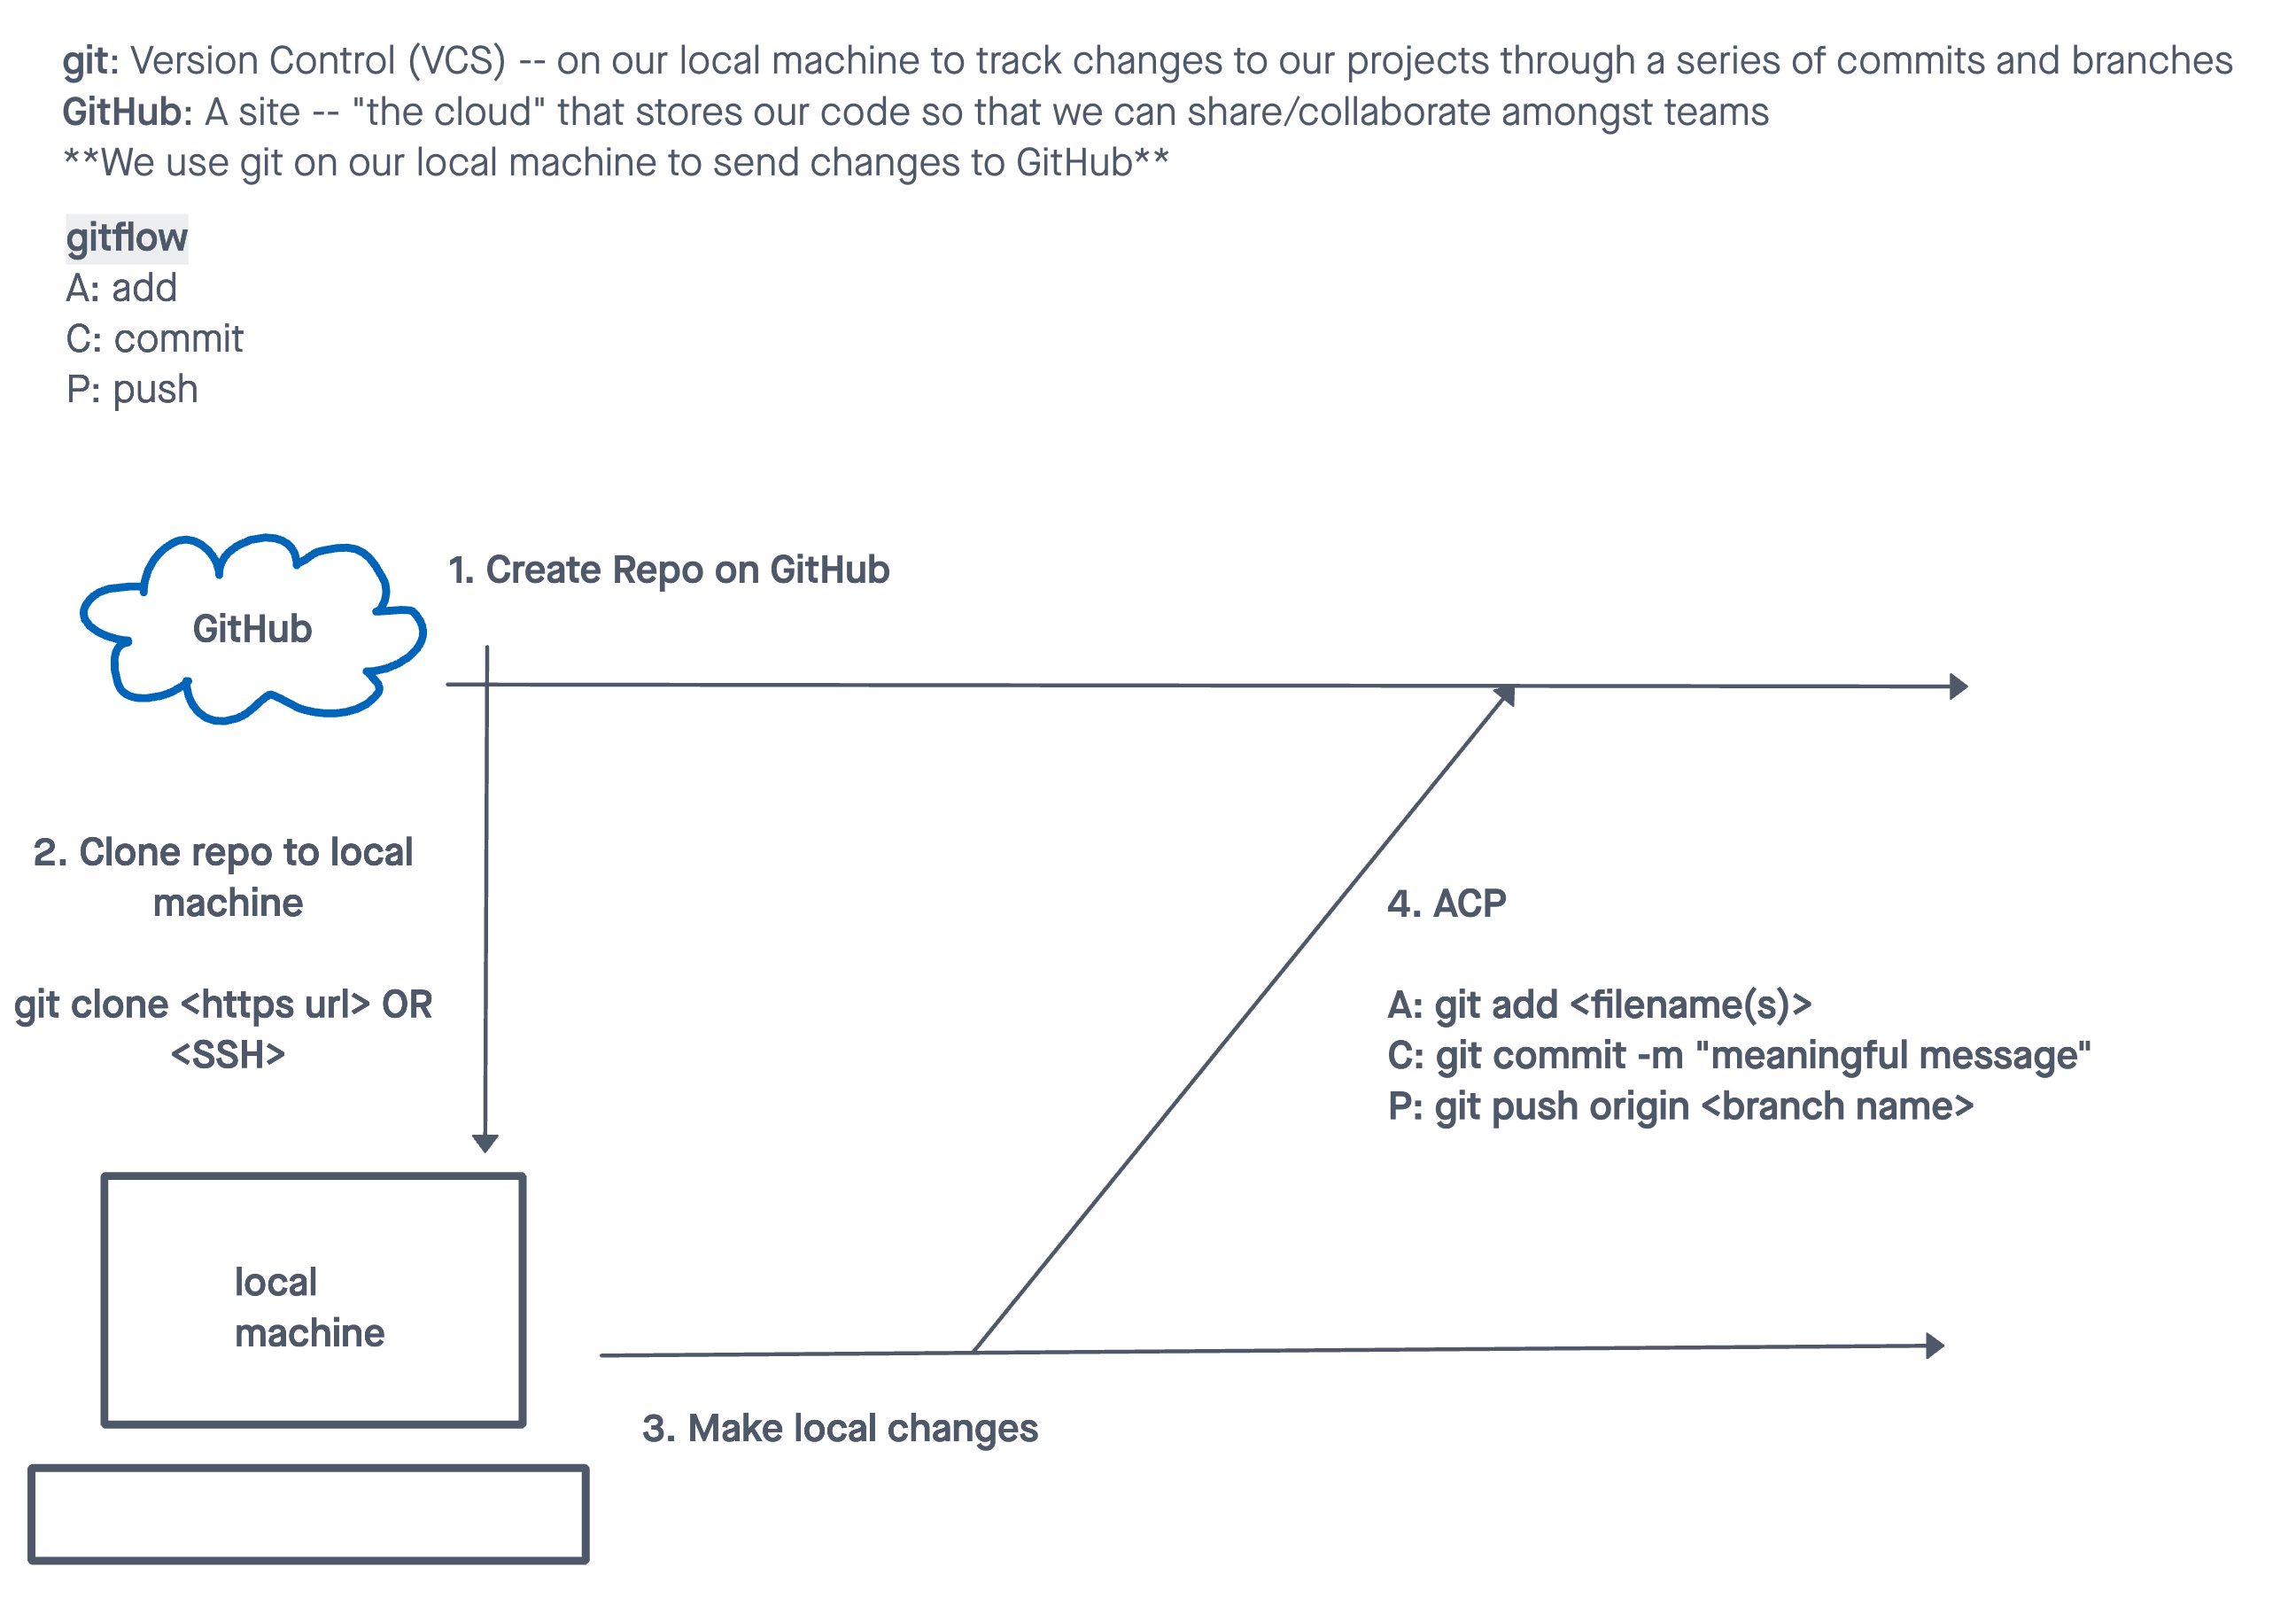 git: Version Control (VCS) -- on our local machine to track changes to our projects through a series of commits and branches
GitHub: A site -- "the cloud" that stores our code so that we can share/collaborate amongst teams
**We use git on our local machine to send changes to GitHub**
gitflow
A: add
C: commit
P: push
1. Create Repo on GitHub
GitHub
2. Clone repo to local
machine
git clone <https url> OR
<SSH>
4. ACP
A: git add <filename(s)>
C: git commit -m "meaningful message"
P: git push origin <branch name>
local
machine
3. Make local changes